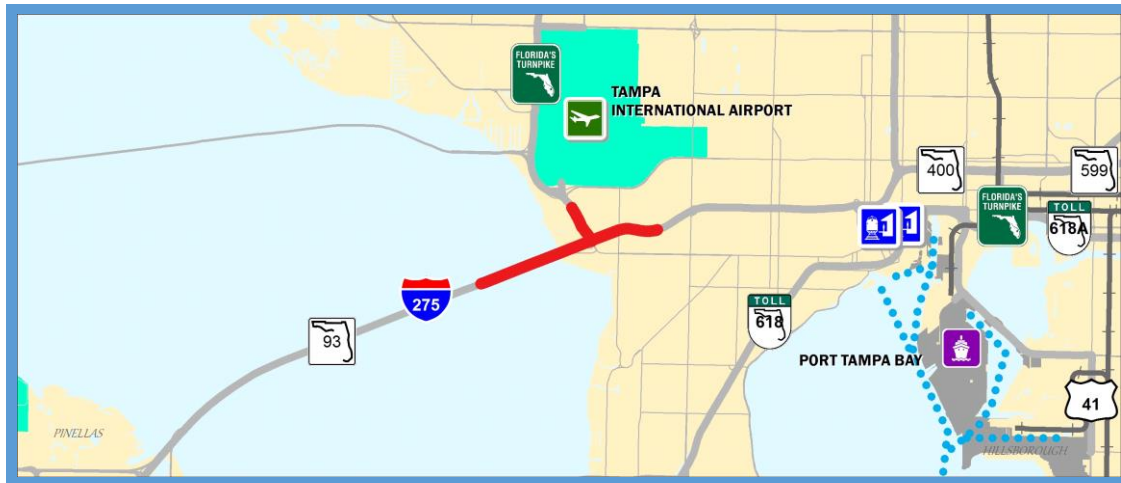 FLORIDA'S
TURNPIKE
TAMPA
INTERNATIONAL AIRPORT
400
599
FLORIDA'S
TURNPIKE
TOLL
618A
275
93
TOLL
618
PORT TAMPA BAY
41
PINELLAS
HILLSBOROUGH